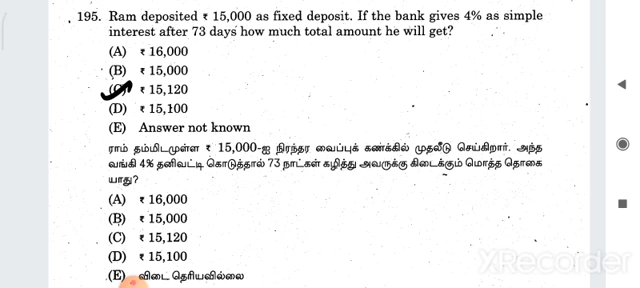 195. Ram deposited ₹ 15,000 as fixed deposit. If the bank gives 4% as simple
interest after 73 days how much total amount he will get?
(A) ₹ 16,000
(B) ₹ 15,000
(C) ₹ 15,120
(D) ₹ 15,100
(E) Answer not known
ராம் தம்மிடமுள்ள ₹ 15,000-ஐ நிரந்தர வைப்புக் கணக்கில் முதலீடு செய்கிறார். அந்த
வங்கி 4% தனிவட்டி கொடுத்தால் 73 நாட்கள் கழித்து அவருக்கு கிடைக்கும் மொத்த தொகை
யாது?
(A) ₹ 16,000
(B) ₹ 15,000
(C) ₹ 15,120
(D) ₹ 15,100
(E) விடை தெரியவில்லை
XRecorder